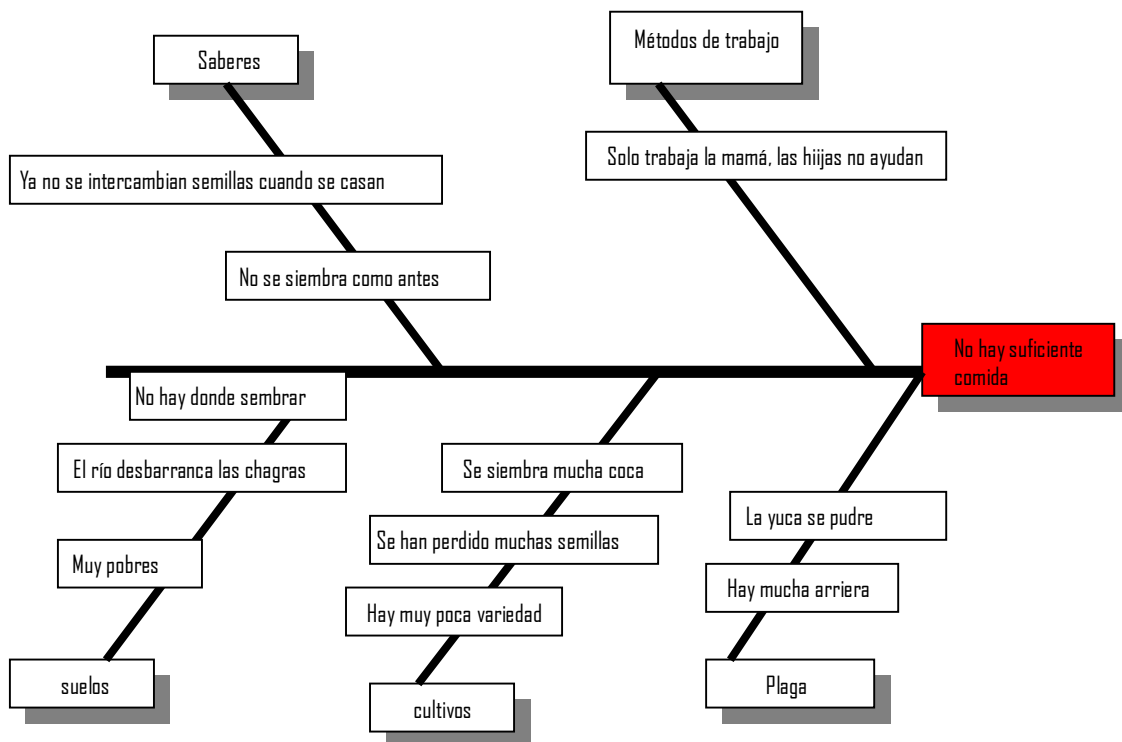 Saberes
Métodos de trabajo
Ya no se intercambian semillas cuando se casan
Solo trabaja la mamá, las hiijas no ayudan
No se siembra como antes
No hay suficiente
comida
No hay donde sembrar
El río desbarranca las chagras
Muy pobres
suelos
Se siembra mucha coca
Se han perdido muchas semillas
Hay muy poca variedad
cultivos
La yuca se pudre
Hay mucha arriera
Plaga